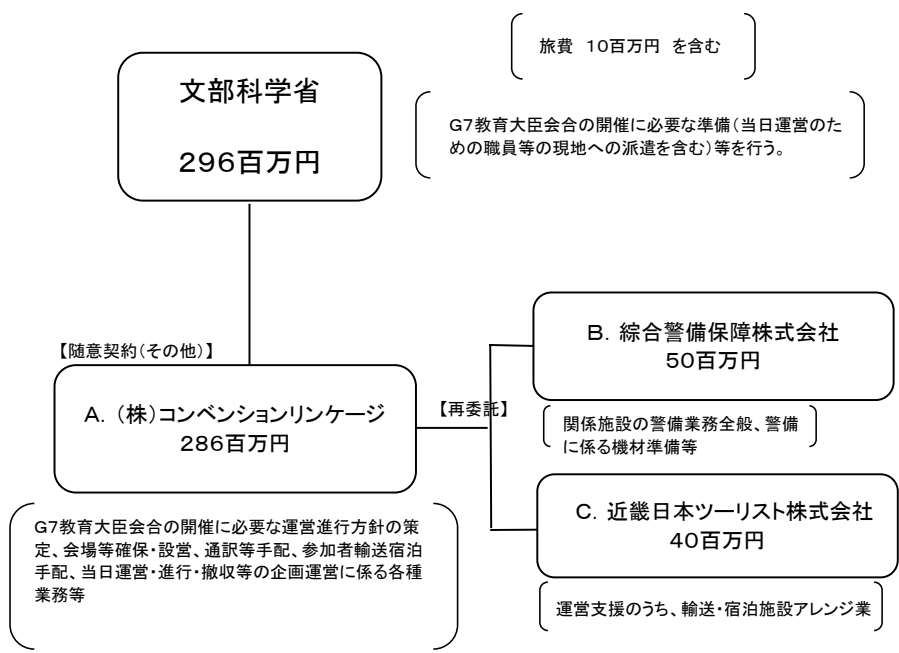 旅費　10百万円　を含む
文部科学省
296百万円
G7教育大臣会合の開催に必要な準備(当日運営のた
めの職員等の現地への派遣を含む)等を行う。
【随意契約(その他)】
A.（株）コンベンションリンケージ
286百万円
【再委託】
B. 綜合警備保障株式会社
50百万円
関係施設の警備業務全般、警備
に係る機材準備等
C. 近畿日本ツーリスト株式会社
40百万円
運営支援のうち、輸送・宿泊施設アレンジ業
G7教育大臣会合の開催に必要な運営進行方針の策
定、会場等確保・設営、通訳等手配、参加者輸送宿泊
手配、当日運営・進行・撤収等の企画運営に係る各種
業務等